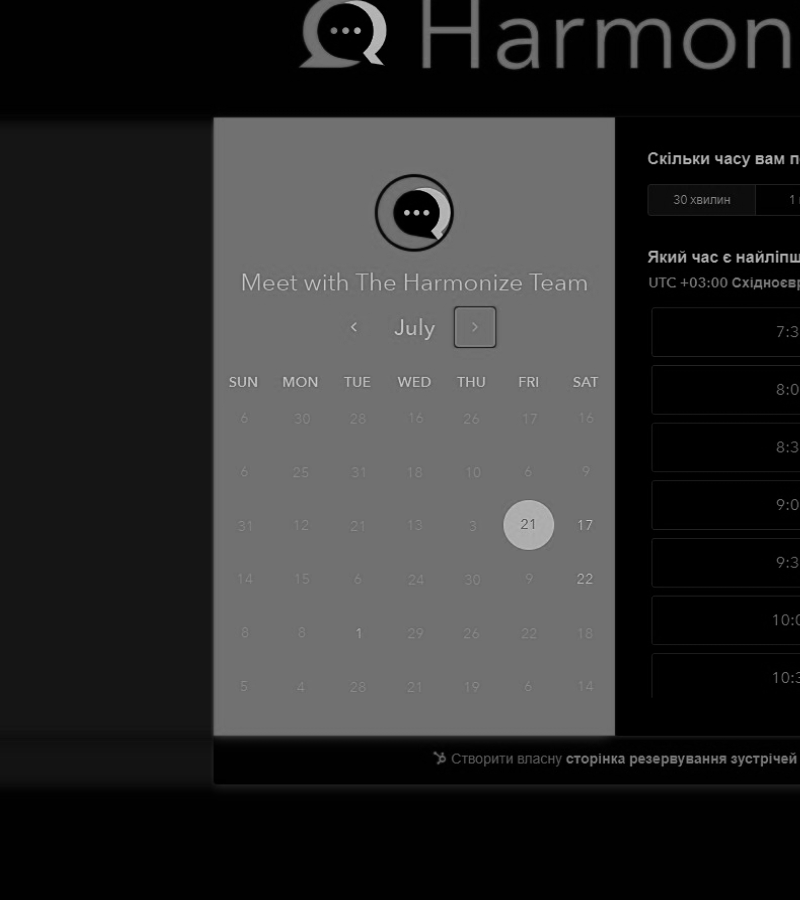 Harmon
Meet with The Harmonize Team
July
SUN MON TUE WED THU FRI SAT
6 30 28 16 26 17 16
6 25 31 18 10 6 9
31 12 21 13 3 21 17
14 15 6 24 30 9 22
8 8 1 29 26 22 18
5 4 28 21 19 6 14
Скільки часу вам п
30 хвилин 1
Який час є найліпш
UTC +03:00 Східноєвр
7:3
8:0
8:3
9:0
9:3
10:0
10:3
Створити власну сторінка резервування зустрічей